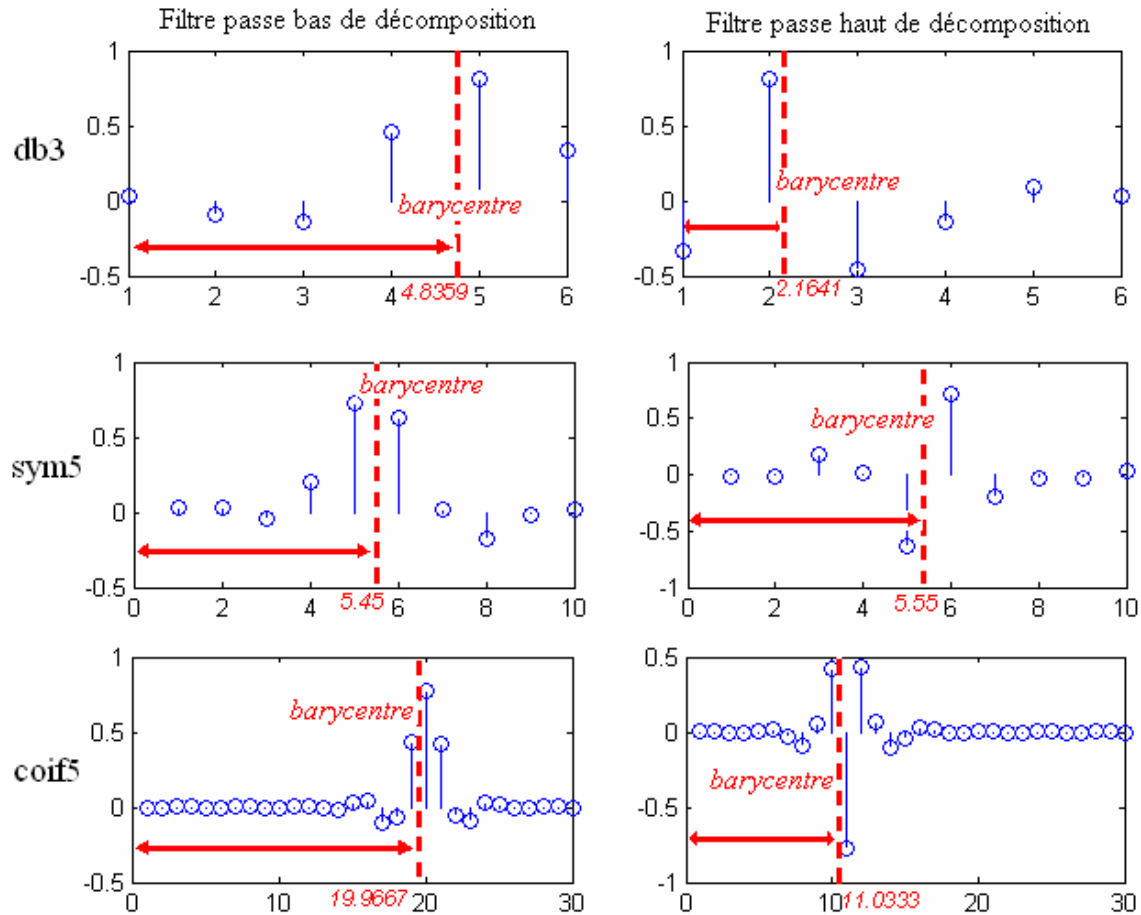 Filtre passe bas de décomposition
Filtre passe haut de décomposition
db3
1
0.5
0
-0.5
1 2 3 4 5 6
barycentre
4.8359
1
0.5
0
-0.5
1 2 3 4 5 6
barycentre
2.1641
sym5
1
0.5
0
-0.5
0 2 4 6 8 10
barycentre
5.45
1
0.5
0
-0.5
-1
0 2 4 6 8 10
barycentre
5.55
coif5
1
0.5
0
-0.5
0 10 20 30
barycentre
19.9667
0.5
0
-0.5
-1
0 10 20 30
barycentre
11.0333